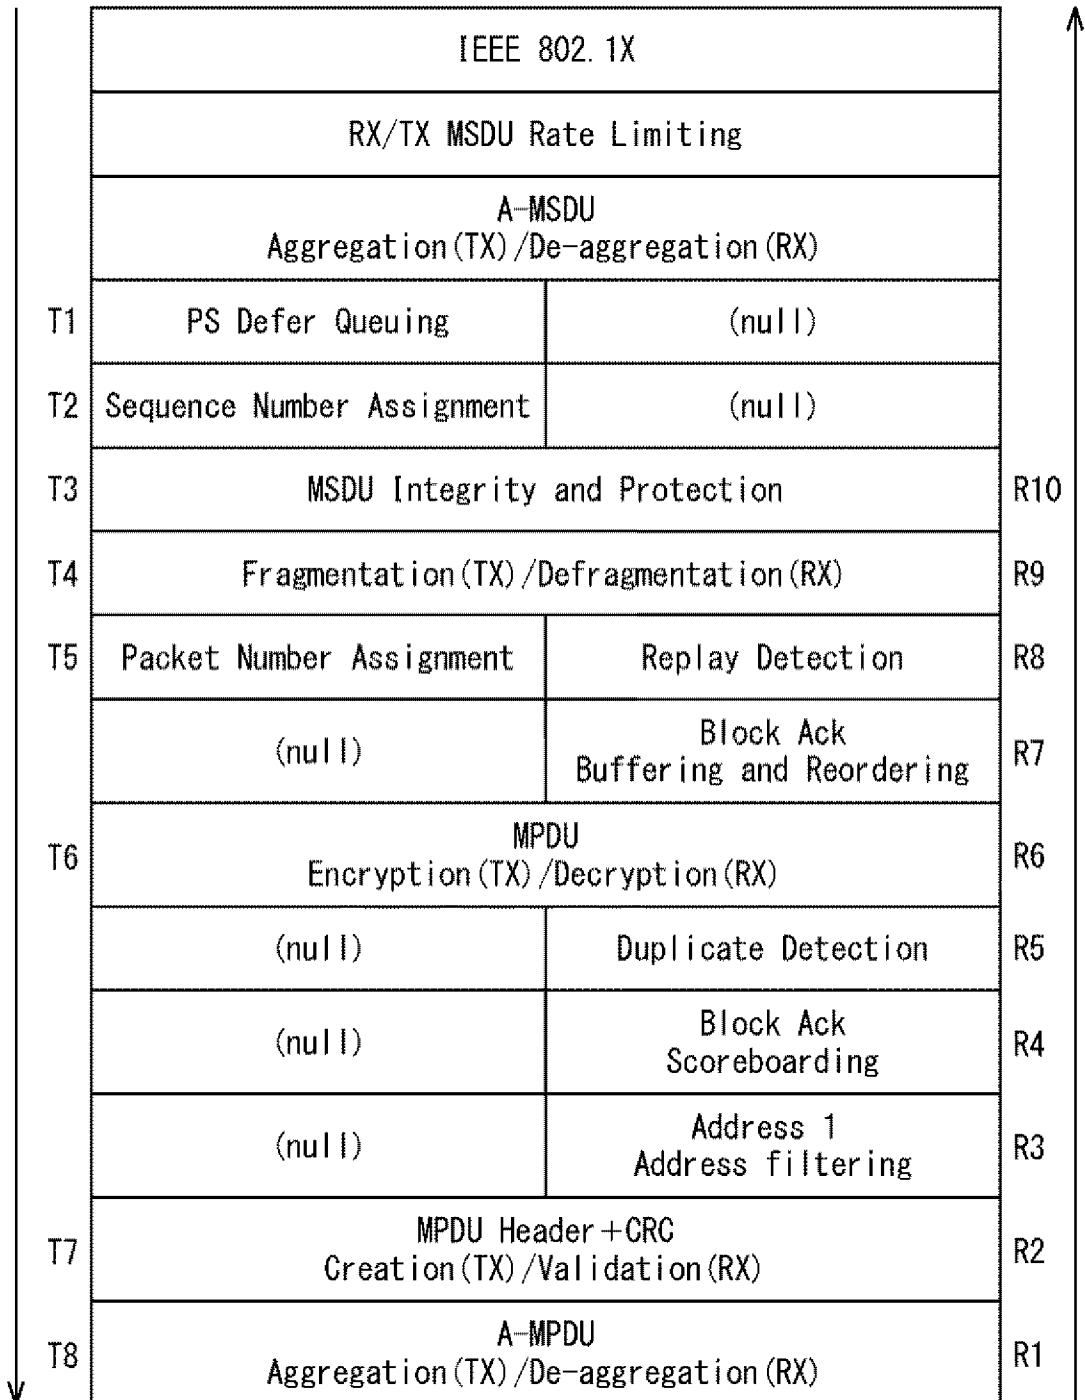 IEEE 802.1X
RX/TX MSDU Rate Limiting
A-MSDU
Aggregation(TX)/De-aggregation(RX)
T1 PS Defer Queuing (null)
T2 Sequence Number Assignment (null)
T3 MSDU Integrity and Protection R10
T4 Fragmentation(TX)/Defragmentation(RX) R9
T5 Packet Number Assignment Replay Detection R8
(null) Block Ack
Buffering and Reordering R7
T6 MPDU
Encryption(TX)/Decryption(RX) R6
(null) Duplicate Detection R5
(null) Block Ack
Scoreboarding R4
(null) Address 1
Address filtering R3
T7 MPDU Header+CRC
Creation(TX)/Validation(RX) R2
T8 A-MPDU
Aggregation(TX)/De-aggregation(RX) R1